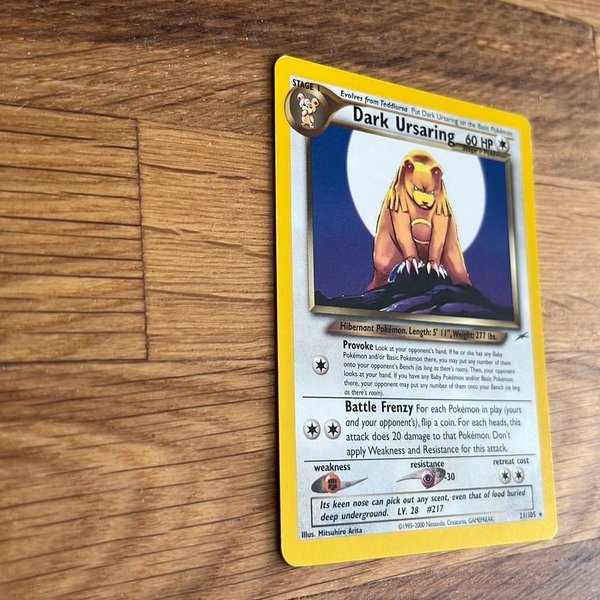 STAGE 1
Evolves from Teddiursa Put Dark Ursaring on the Basic Pokémon
Dark Ursaring 60 HP
Stage 1 Pokémon
Hibernant Pokémon. Length: 5' 11", Weight: 277 lbs.
Provoke Look at your opponent's hand. If he or she has any Baby
Pokémon and/or Basic Pokémon there, you may put any number of them
onto your opponent's Bench (as long as there's room). Then, your opponent
looks at your hand. If you have any Baby Pokémon and/or Basic Pokémon
there, your opponent may put any number of them onto your Bench (as long
as there's room).
Battle Frenzy For each Pokémon in play (yours
and your opponent's), flip a coin. For each heads, this
attack does 20 damage to that Pokémon. Don't
apply Weakness and Resistance for this attack.
weakness resistance retreat cost
-30
Its keen nose can pick out any scent, even that of food buried
deep underground. LV. 28 #217
Illus. Mitsuhiro Arita ©1995-2000 Nintendo, Creatures, GAMEFREAK.